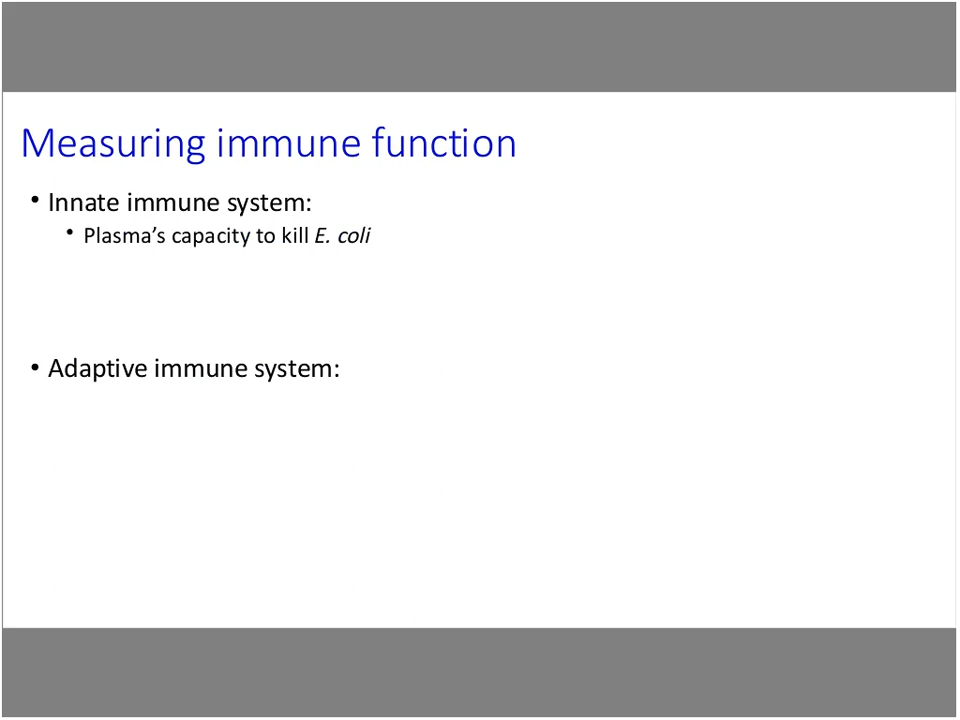 Measuring immune function
• Innate immune system:
• Plasma’s capacity to kill E. coli
• Adaptive immune system: